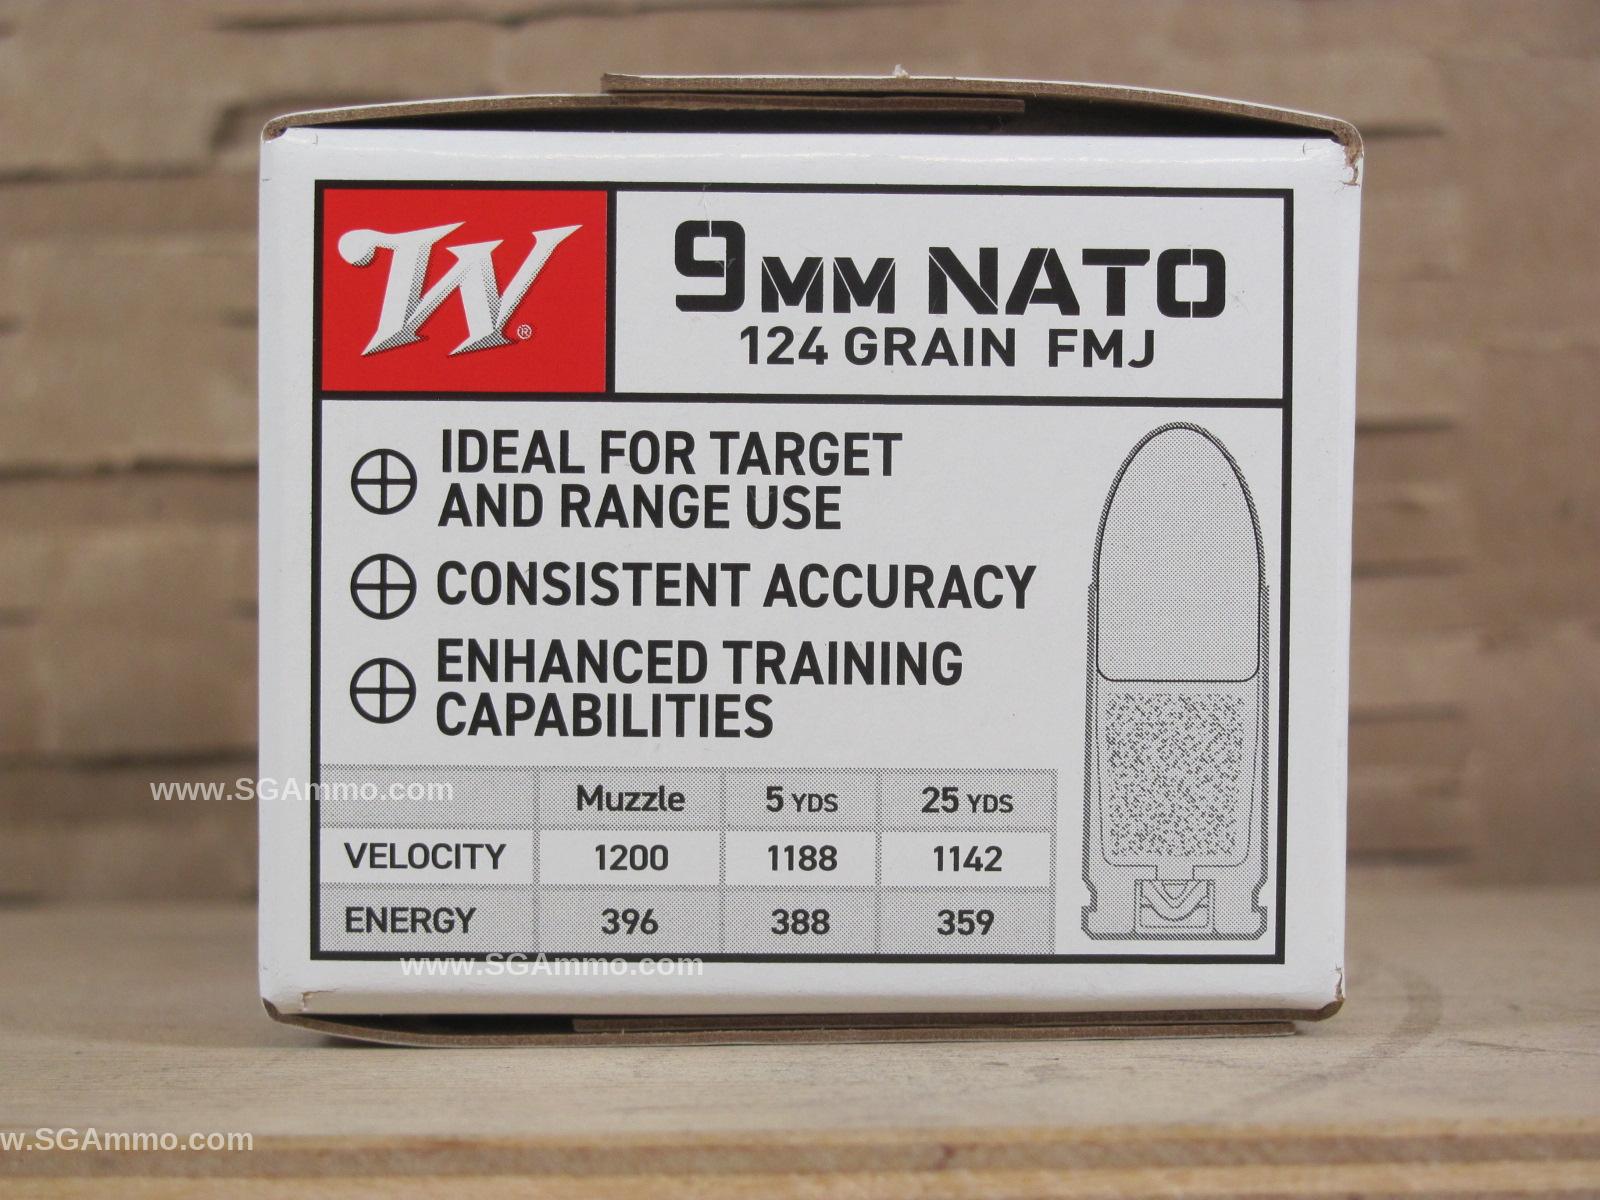 W®
9MM NATO
124 GRAIN FMJ
IDEAL FOR TARGET
AND RANGE USE
CONSISTENT ACCURACY
ENHANCED TRAINING
CAPABILITIES
www.SGAmmo.com
Muzzle 5 YDS 25 YDS
VELOCITY 1200 1188 1142
ENERGY 396 388 359
www.SGAmmo.com
w.SGAmmo.com